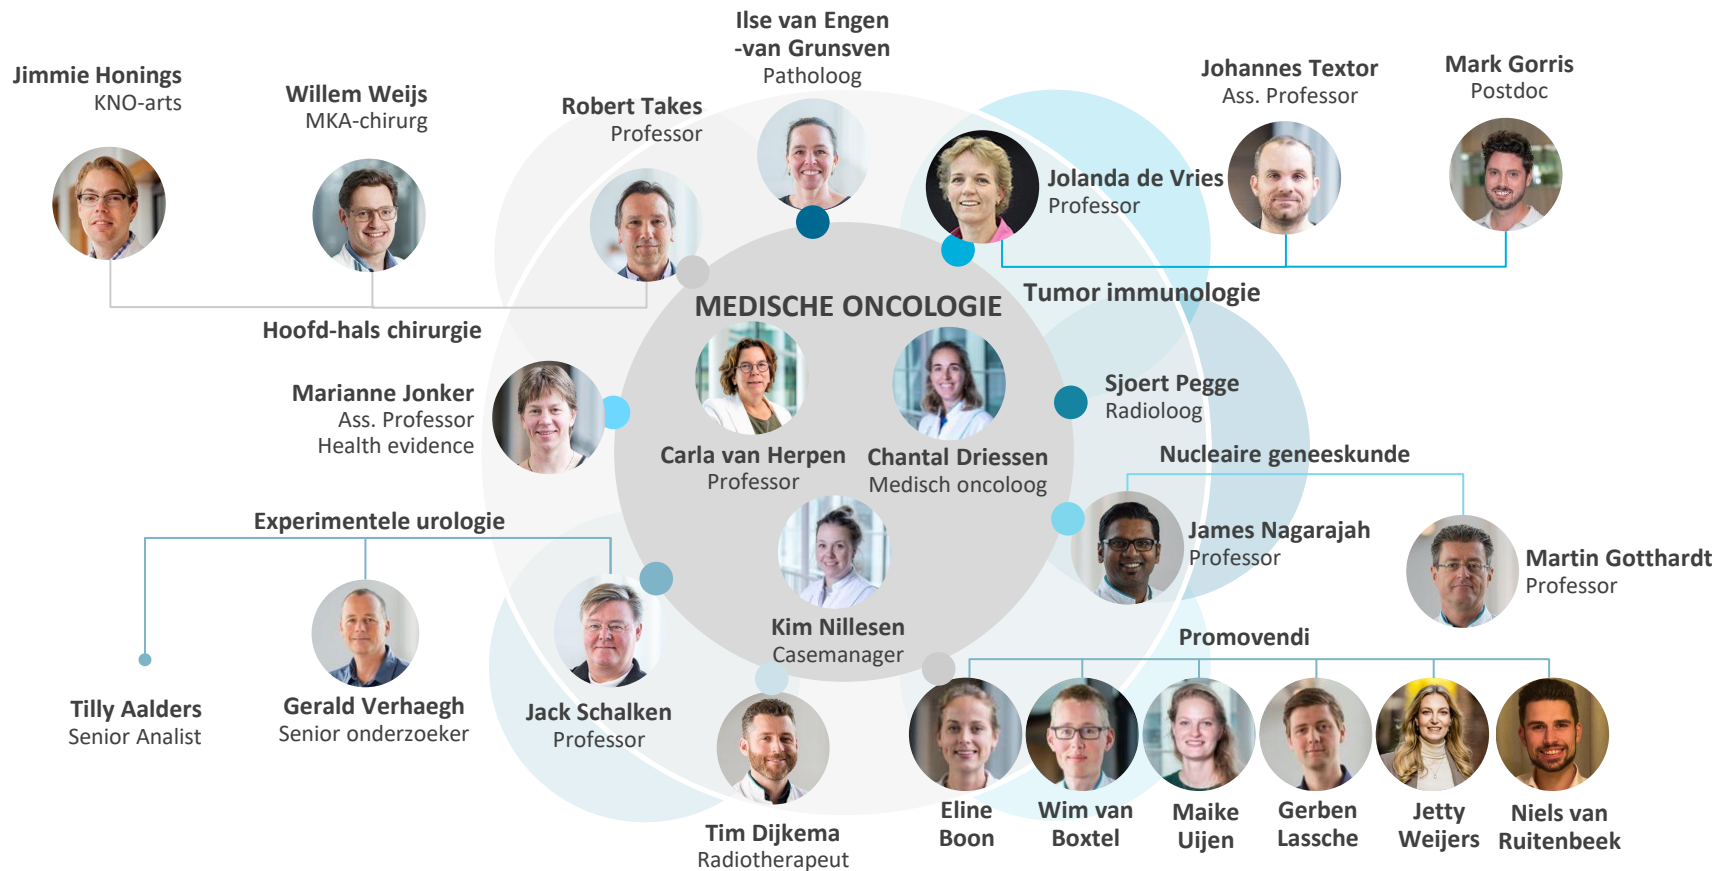 Ilse van Engen
-van Grunsven
Patholoog
Jimmie Honings
KNO-arts
Willem Weijs
MKA-chirurg
Robert Takes
Professor
Johannes Textor
Ass. Professor
Mark Gorris
Postdoc
Jolanda de Vries
Professor
Hoofd-hals chirurgie
MEDISCHE ONCOLOGIE
Tumor immunologie
Marianne Jonker
Ass. Professor
Health evidence
Carla van Herpen
Professor
Chantal Driessen
Medisch oncoloog
Sjoert Pegge
Radioloog
Nucleaire geneeskunde
James Nagarajah
Professor
Martin Gotthardt
Professor
Experimentele urologie
Kim Nillesen
Casemanager
Tilly Aalders
Senior Analist
Gerald Verhaegh
Senior onderzoeker
Jack Schalken
Professor
Tim Dijkema
Radiotherapeut
Promovendi
Eline
Boon
Wim van
Boxtel
Maike
Uijen
Gerben
Lassche
Jetty
Weijers
Niels van
Ruitenbeek